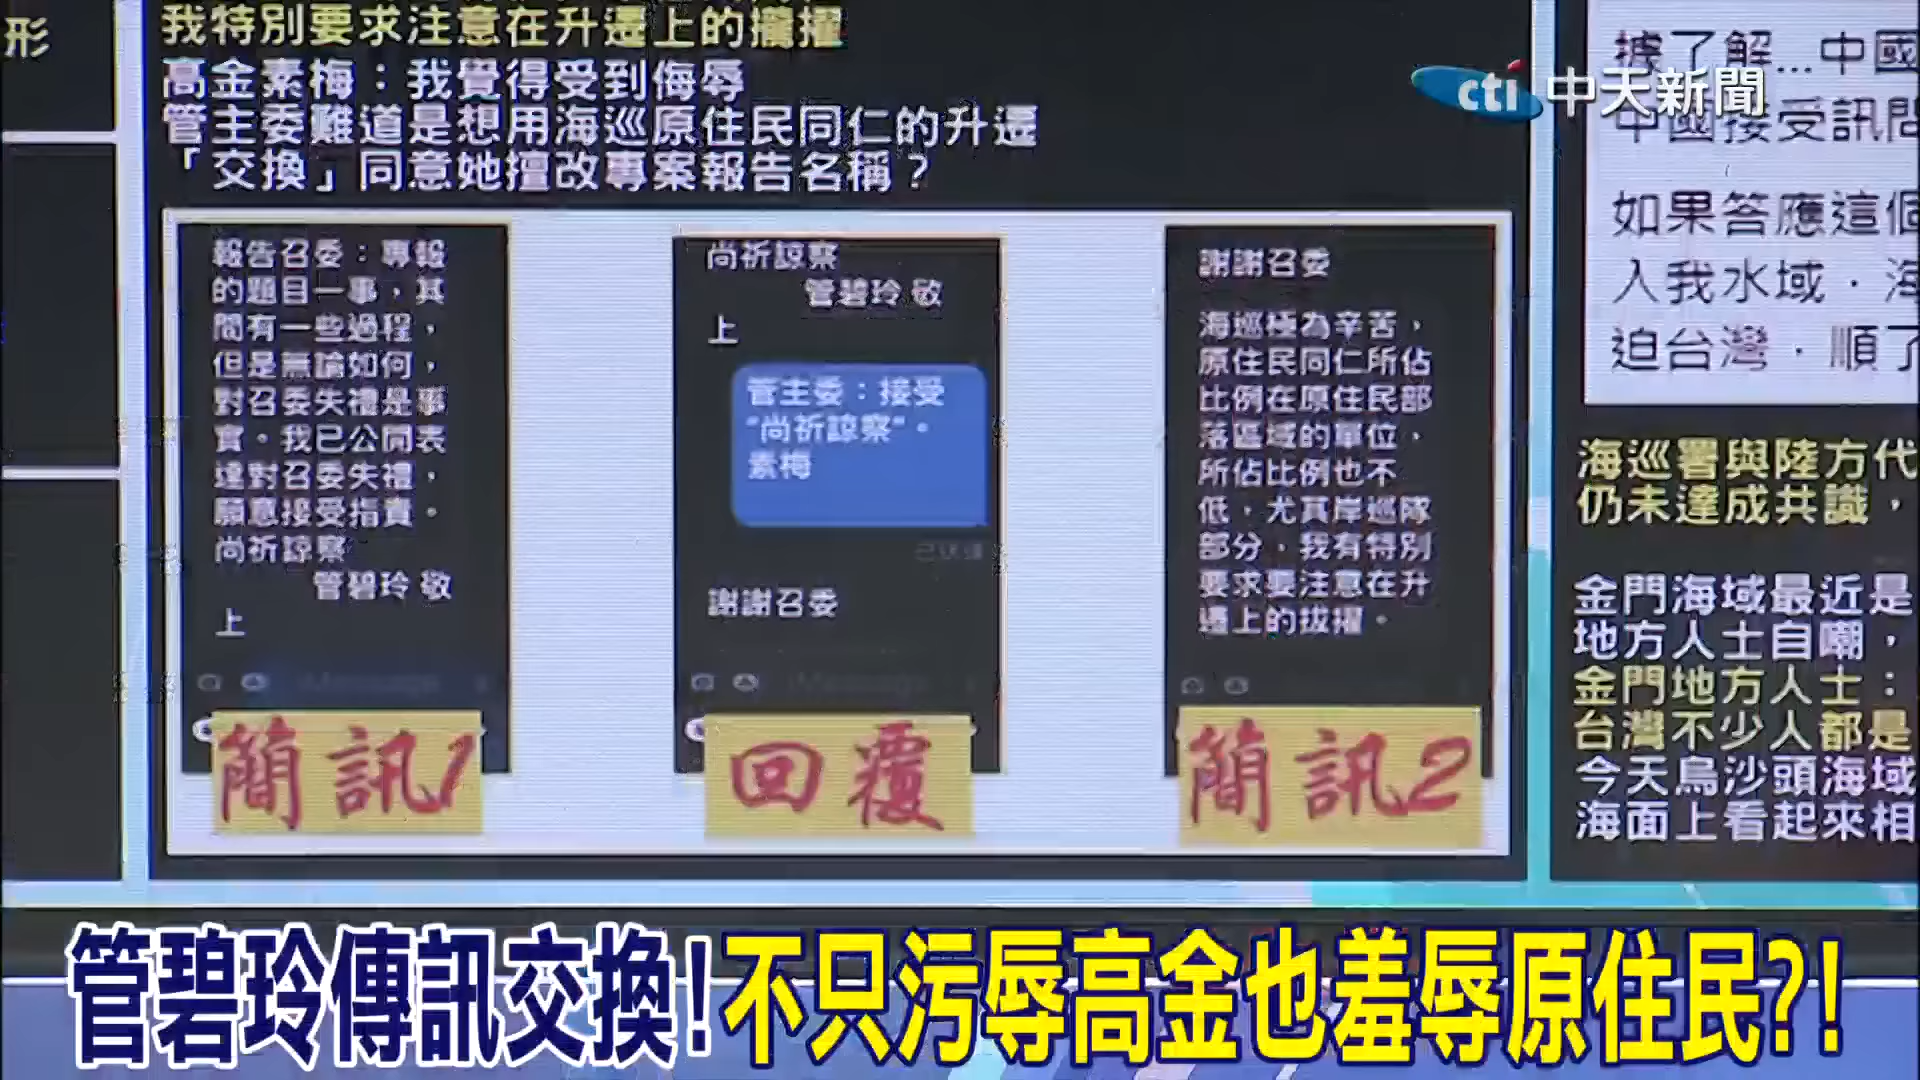 形
我特別要求注意在升遷上的攏擢
高金素梅：我覺得受到侮辱
管主委難道是想用海巡原住民同仁的升遷
「交換」同意她擅改專案報告名稱？
報告召委：專報
的題目一事，其
間有一些過程，
但是無論如何，
對召委失禮是事
實。我已公開表
達對召委失禮，
願意接受指責。
尚祈諒察
管碧玲 敬
上
簡訊1
尚祈諒察
管碧玲 敬
上
管主委：接受
“尚祈諒察”。
素梅
已送達
謝謝召委
回覆
謝謝召委
海巡極為辛苦，
原住民同仁所佔
比例在原住民部
落區域的單位，
所佔比例也不
低，尤其岸巡隊
部分，我有特別
要求要注意在升
遷上的拔擢。
簡訊2
cti 中天新聞
據了解...中國
中國接受訊問
如果答應這個
入我水域，海
迫台灣，順了
海巡署與陸方代
仍未達成共識，
金門海域最近是
地方人士自嘲，
金門地方人士：
台灣不少人都是
今天烏沙頭海域
海面上看起來相
管碧玲傳訊交換!不只污辱高金也羞辱原住民?!